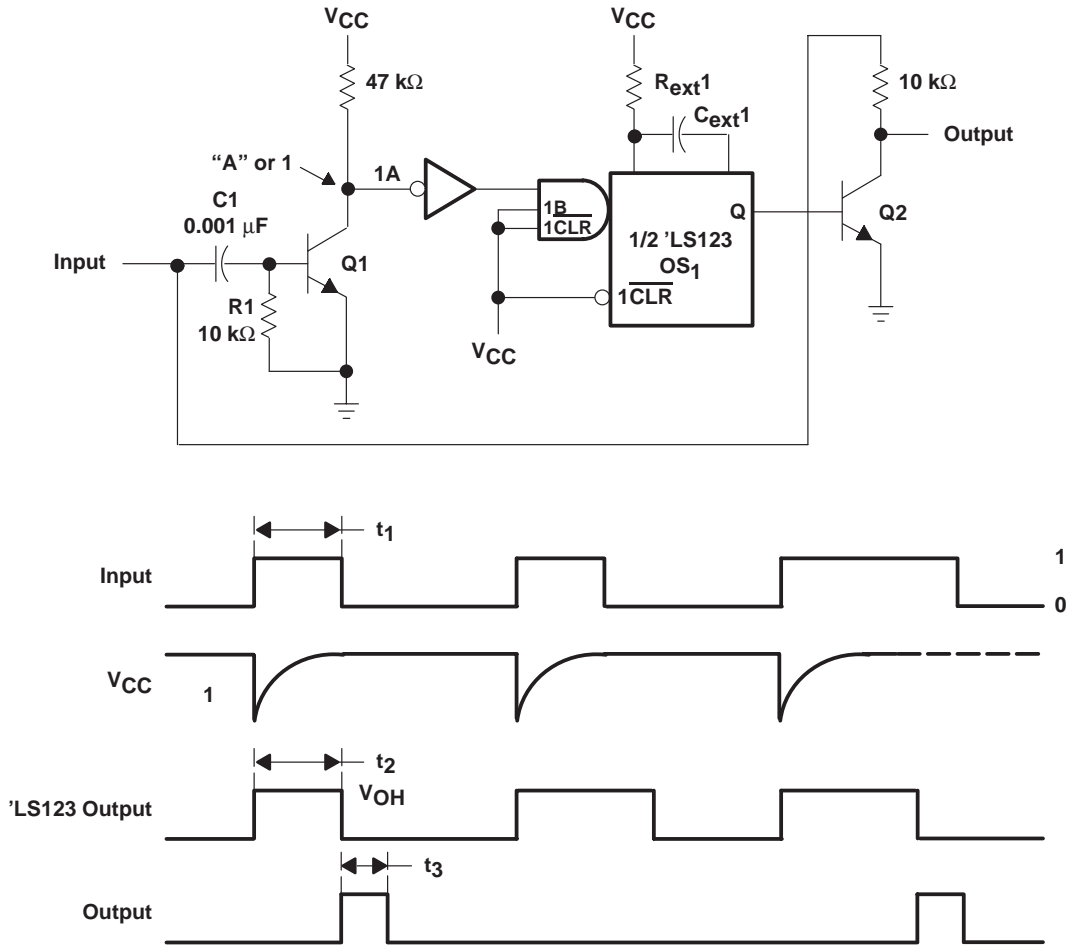 VCC
47 kΩ
"A" or 1
1A
C1
0.001 µF
Input
Q1
R1
10 kΩ
1B
1CLR
VCC
VCC
Rext1
Cext1
1/2 'LS123
OS1
Q
1CLR
10 kΩ
Output
Q2
t1
Input
1
0
VCC
1
t2
VOH
'LS123 Output
t3
Output